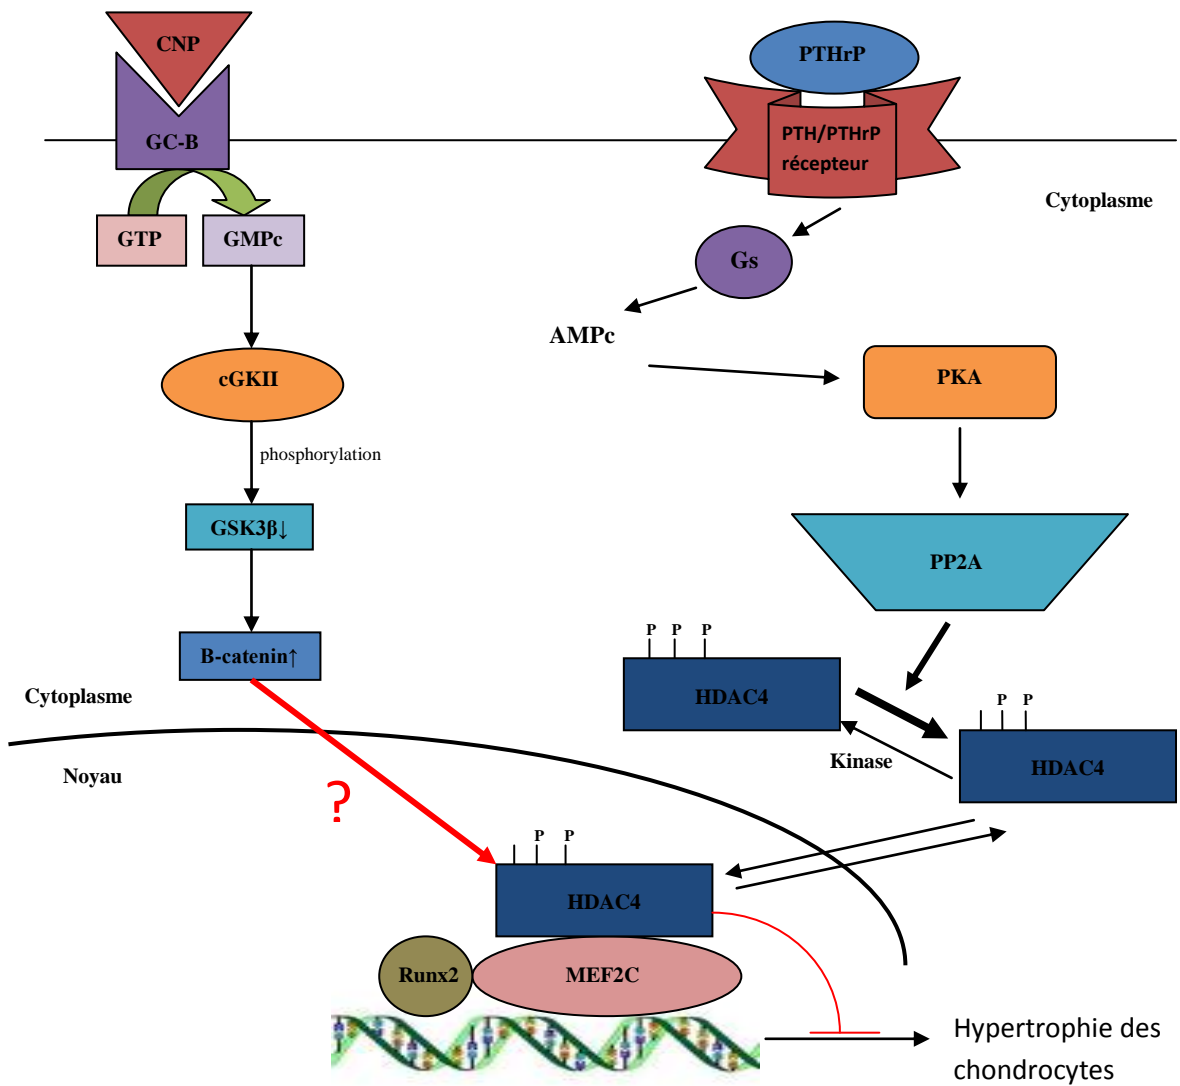 CNP
PTHrP
GC-B
PTH/PTHrP
récepteur
Cytoplasme
GTP
GMPc
Gs
AMPc
cGKII
PKA
phosphorylation
GSK3β↓
PP2A
B-catenin↑
P P P
HDAC4
Cytoplasme
P P
HDAC4
Kinase
Noyau
?
P P
HDAC4
Runx2
MEF2C
Hypertrophie des
chondrocytes